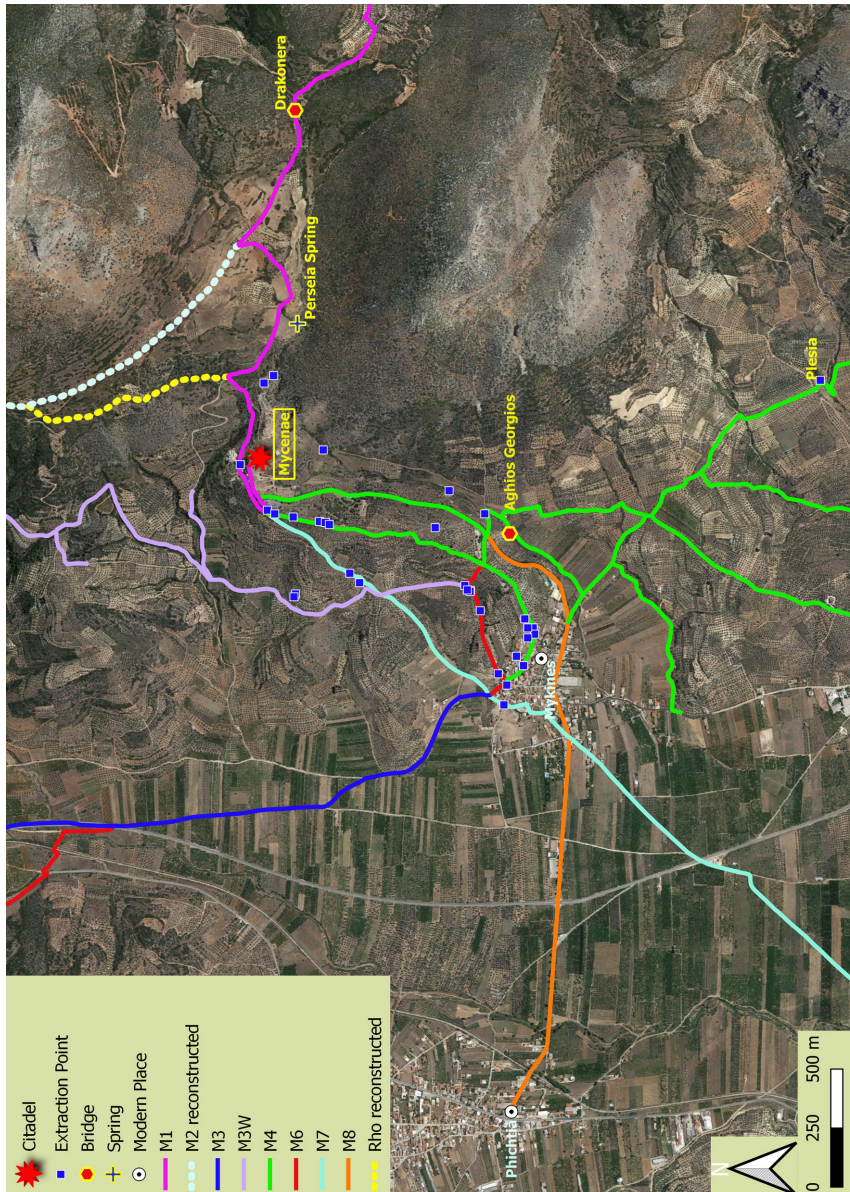 Drakonera
Perseia Spring
Mycenae
Aghios Georgios
Plesia
Mykines
Phichtia
Citadel
Extraction Point
Bridge
Spring
Modern Place
M1
M2 reconstructed
M3
M3W
M4
M6
M7
M8
Rho reconstructed
N
0 250 500 m